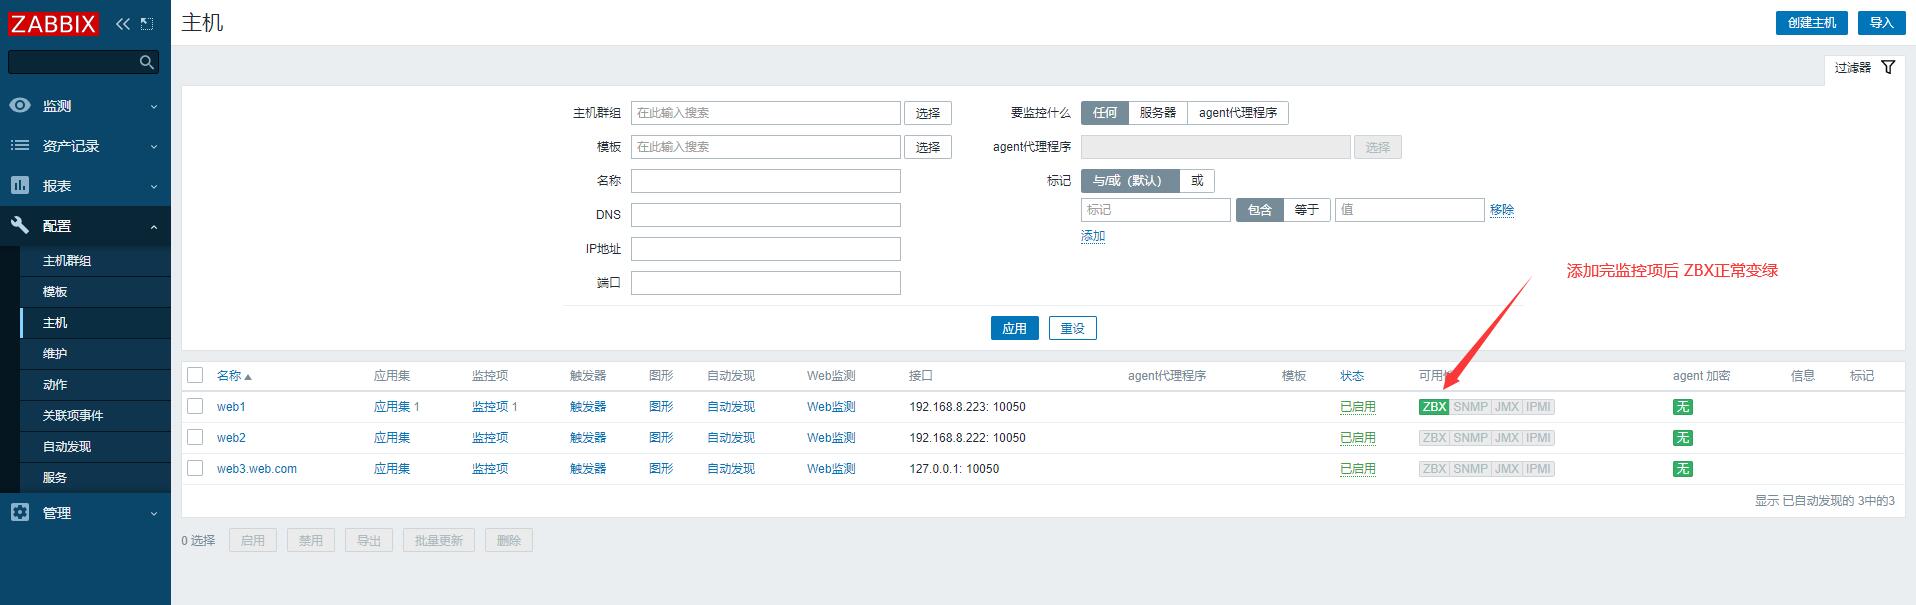 ZABBIX
主机
创建主机 导入
过滤器
监测
资产记录
报表
配置
主机群组
模板
主机
维护
动作
关联项事件
自动发现
服务
管理
主机群组 在此输入搜索 选择
模板 在此输入搜索 选择
名称
DNS
IP地址
端口
要监控什么 任何 服务器 agent代理程序
agent代理程序 选择
标记 与/或（默认） 或
标记 包含 等于 值 移除
添加
添加完监控项后 ZBX正常变绿
应用 重设
名称 应用集 监控项 触发器 图形 自动发现 Web监测 接口 agent代理程序 模板 状态 可用 agent 加密 信息 标记
web1 应用集 1 监控项 1 触发器 图形 自动发现 Web监测 192.168.8.223: 10050 已启用 ZBX SNMP JMX IPMI 无
web2 应用集 监控项 触发器 图形 自动发现 Web监测 192.168.8.222: 10050 已启用 ZBX SNMP JMX IPMI 无
web3.web.com 应用集 监控项 触发器 图形 自动发现 Web监测 127.0.0.1: 10050 已启用 ZBX SNMP JMX IPMI 无
显示 已自动发现的 3中的3
0 选择 启用 禁用 导出 批量更新 删除